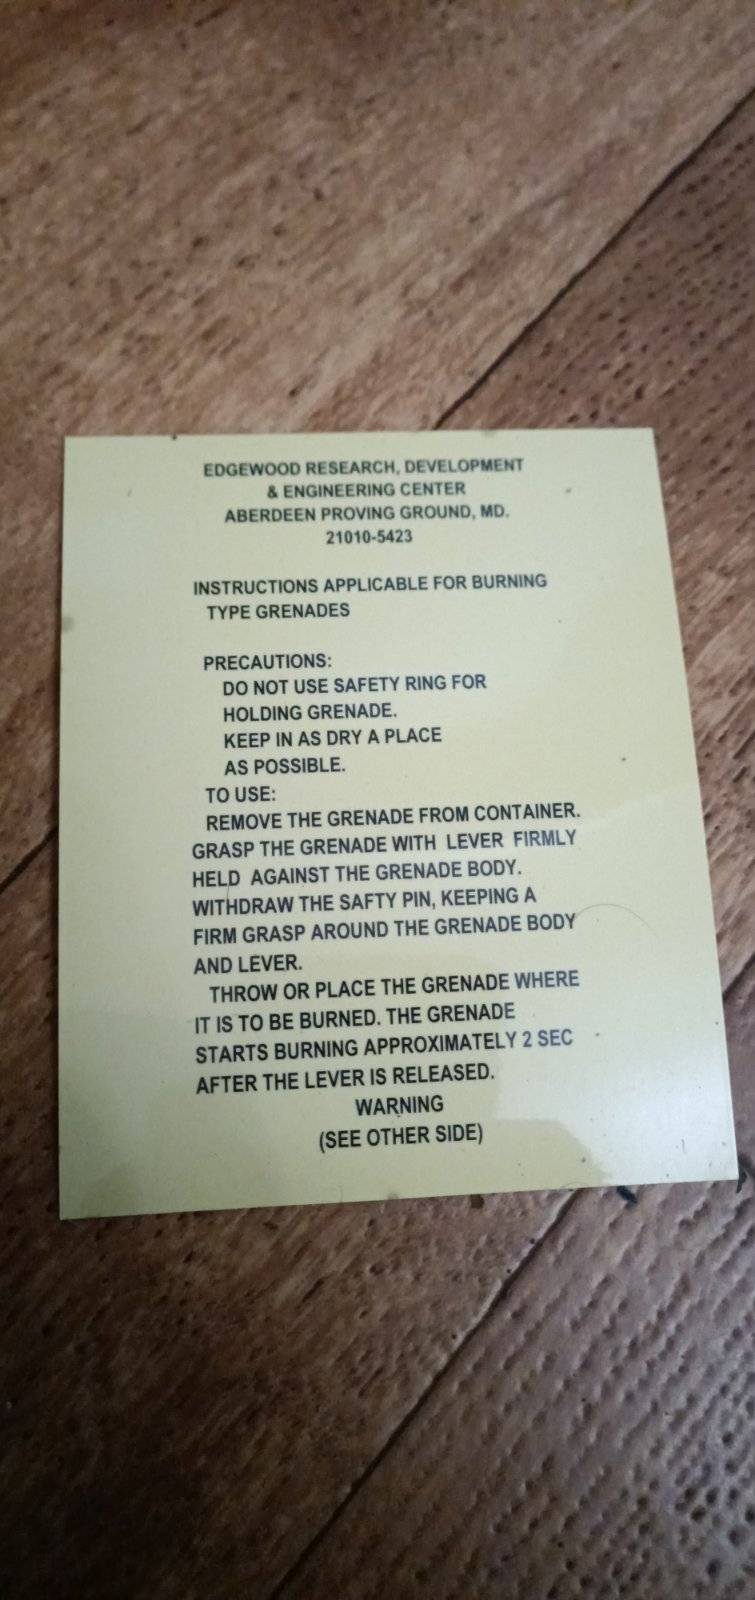 EDGEWOOD RESEARCH, DEVELOPMENT
& ENGINEERING CENTER
ABERDEEN PROVING GROUND, MD.
21010-5423
INSTRUCTIONS APPLICABLE FOR BURNING
TYPE GRENADES
PRECAUTIONS:
DO NOT USE SAFETY RING FOR
HOLDING GRENADE.
KEEP IN AS DRY A PLACE
AS POSSIBLE.
TO USE:
REMOVE THE GRENADE FROM CONTAINER.
GRASP THE GRENADE WITH LEVER FIRMLY
HELD AGAINST THE GRENADE BODY.
WITHDRAW THE SAFTY PIN, KEEPING A
FIRM GRASP AROUND THE GRENADE BODY
AND LEVER.
THROW OR PLACE THE GRENADE WHERE
IT IS TO BE BURNED. THE GRENADE
STARTS BURNING APPROXIMATELY 2 SEC
AFTER THE LEVER IS RELEASED.
WARNING
(SEE OTHER SIDE)